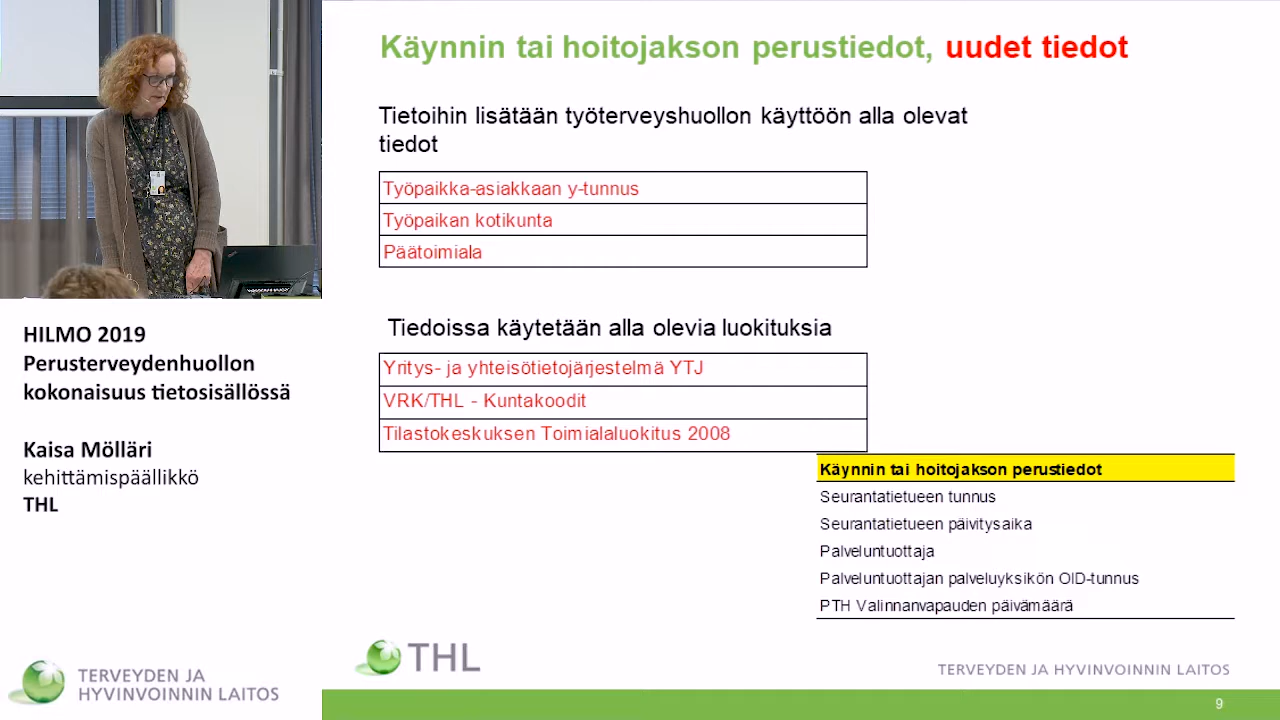 Käynnin tai hoitojakson perustiedot, uudet tiedot
Tietoihin lisätään työterveyshuollon käyttöön alla olevat
tiedot
Työpaikka-asiakkaan y-tunnus
Työpaikan kotikunta
Päätoimiala
Tiedoissa käytetään alla olevia luokituksia
Yritys- ja yhteisötietojärjestelmä YTJ
VRK/THL - Kuntakoodit
Tilastokeskuksen Toimialaluokitus 2008
Käynnin tai hoitojakson perustiedot
Seurantatietueen tunnus
Seurantatietueen päivitysaika
Palveluntuottaja
Palveluntuottajan palveluyksikön OID-tunnus
PTH Valinnanvapauden päivämäärä
HILMO 2019
Perusterveydenhuollon
kokonaisuus tietosisällössä
Kaisa Mölläri
kehittämispäällikkö
THL
TERVEYDEN JA
HYVINVOINNIN LAITOS
THL
TERVEYDEN JA HYVINVOINNIN LAITOS
9